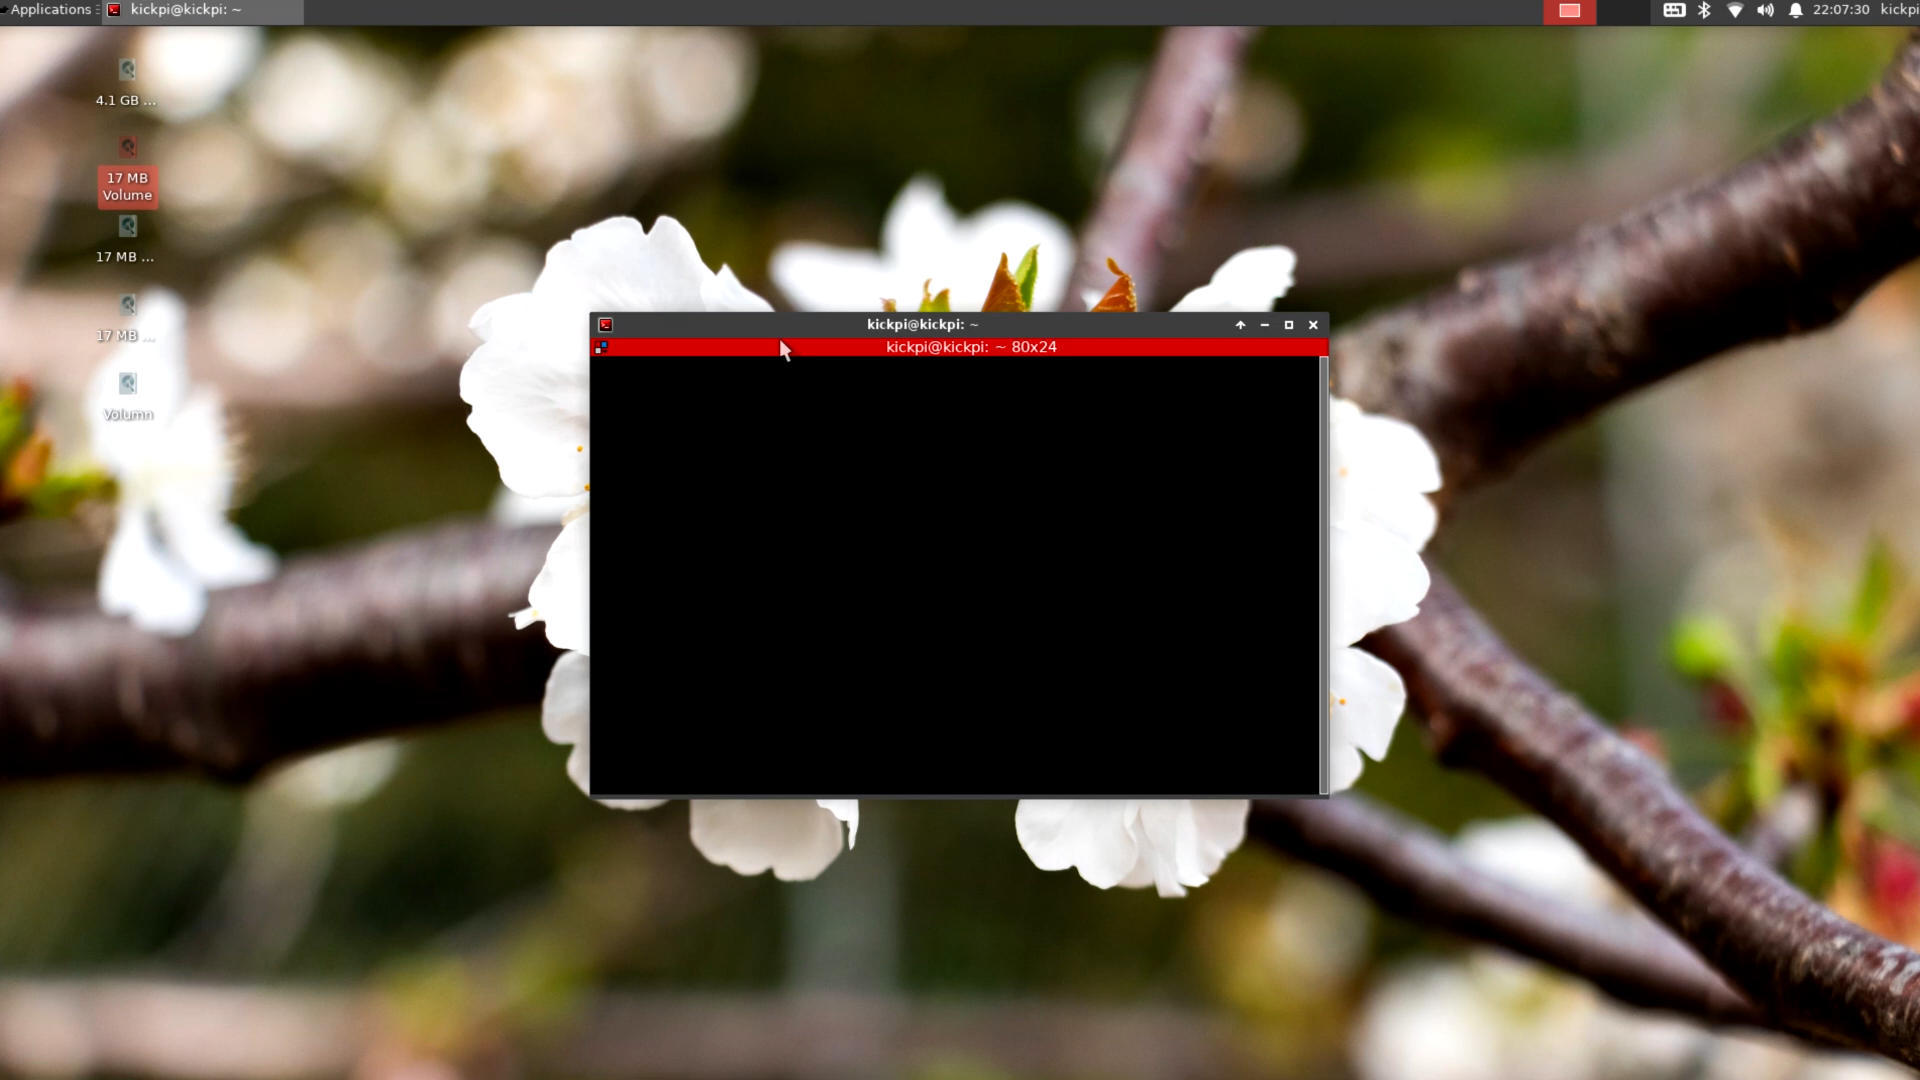 Applications
kickpi@kickpi: ~
22:07:30
kickpi
4.1 GB ...
17 MB
Volume
17 MB ...
17 MB ...
Volumn
kickpi@kickpi: ~
kickpi@kickpi: ~ 80x24